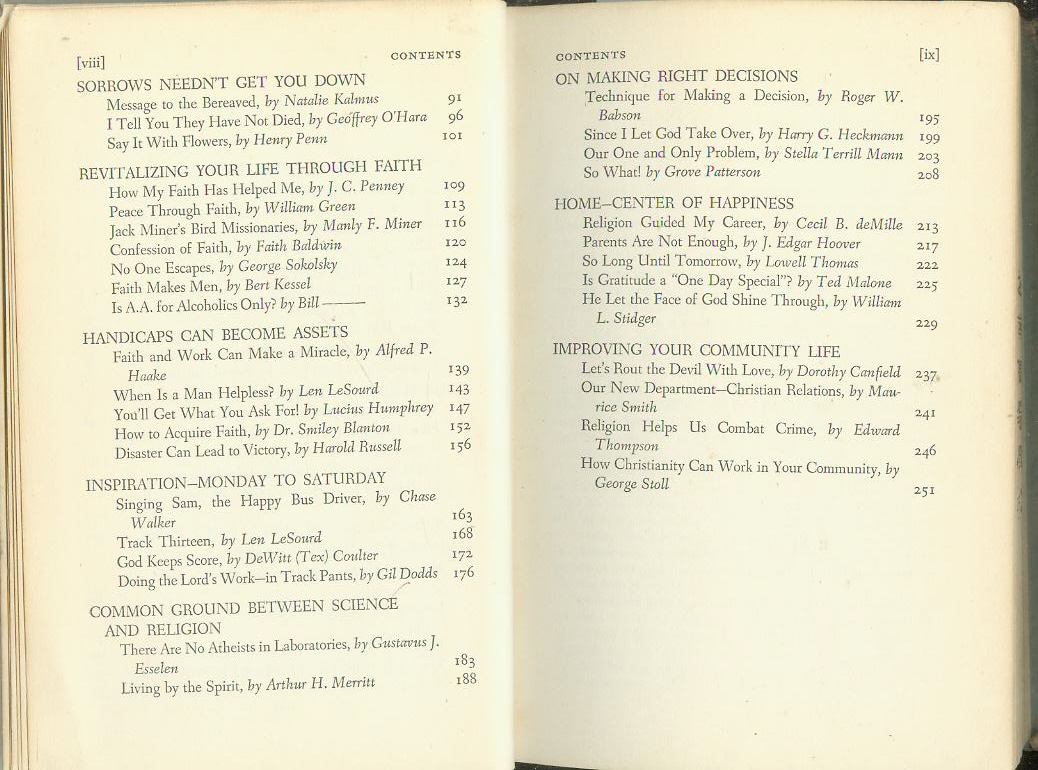 [viii] CONTENTS
SORROWS NEEDN'T GET YOU DOWN
Message to the Bereaved, by Natalie Kalmus 91
I Tell You They Have Not Died, by Geoffrey O'Hara 96
Say It With Flowers, by Henry Penn 101
REVITALIZING YOUR LIFE THROUGH FAITH
How My Faith Has Helped Me, by J. C. Penney 109
Peace Through Faith, by William Green 113
Jack Miner's Bird Missionaries, by Manly F. Miner 116
Confession of Faith, by Faith Baldwin 120
No One Escapes, by George Sokolsky 124
Faith Makes Men, by Bert Kessel 127
Is A.A. for Alcoholics Only? by Bill—— 132
HANDICAPS CAN BECOME ASSETS
Faith and Work Can Make a Miracle, by Alfred P.
Haake 139
When Is a Man Helpless? by Len LeSourd 143
You'll Get What You Ask For! by Lucius Humphrey 147
How to Acquire Faith, by Dr. Smiley Blanton 152
Disaster Can Lead to Victory, by Harold Russell 156
INSPIRATION—MONDAY TO SATURDAY
Singing Sam, the Happy Bus Driver, by Chase
Walker 163
Track Thirteen, by Len LeSourd 168
God Keeps Score, by DeWitt (Tex) Coulter 172
Doing the Lord's Work—in Track Pants, by Gil Dodds 176
COMMON GROUND BETWEEN SCIENCE
AND RELIGION
There Are No Atheists in Laboratories, by Gustavus J.
Esselen 183
Living by the Spirit, by Arthur H. Merritt 188
CONTENTS [ix]
ON MAKING RIGHT DECISIONS
Technique for Making a Decision, by Roger W.
Babson 195
Since I Let God Take Over, by Harry G. Heckmann 199
Our One and Only Problem, by Stella Terrill Mann 203
So What! by Grove Patterson 208
HOME—CENTER OF HAPPINESS
Religion Guided My Career, by Cecil B. deMille 213
Parents Are Not Enough, by J. Edgar Hoover 217
So Long Until Tomorrow, by Lowell Thomas 222
Is Gratitude a "One Day Special"? by Ted Malone 225
He Let the Face of God Shine Through, by William
L. Stidger 229
IMPROVING YOUR COMMUNITY LIFE
Let's Rout the Devil With Love, by Dorothy Canfield 237
Our New Department—Christian Relations, by Mau-
rice Smith 241
Religion Helps Us Combat Crime, by Edward
Thompson 246
How Christianity Can Work in Your Community, by
George Stoll 251